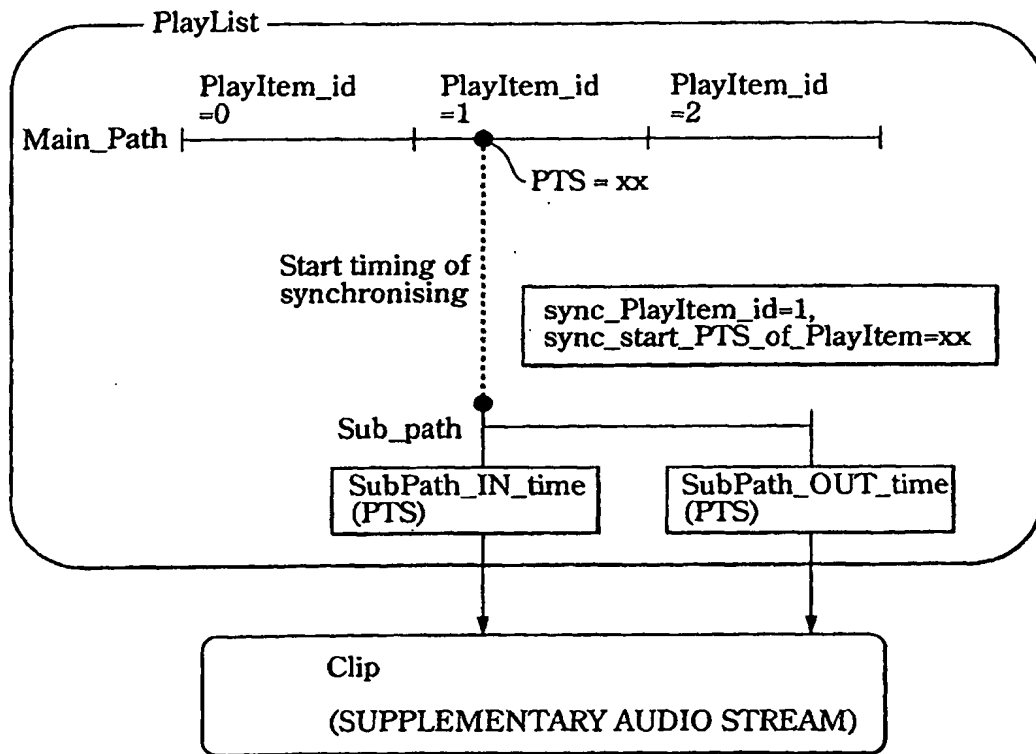 PlayList
PlayItem_id
=0
PlayItem_id
=1
PlayItem_id
=2
Main_Path
PTS = xx
Start timing of
synchronising
sync_PlayItem_id=1,
sync_start_PTS_of_PlayItem=xx
Sub_path
SubPath_IN_time
(PTS)
SubPath_OUT_time
(PTS)
Clip
(SUPPLEMENTARY AUDIO STREAM)